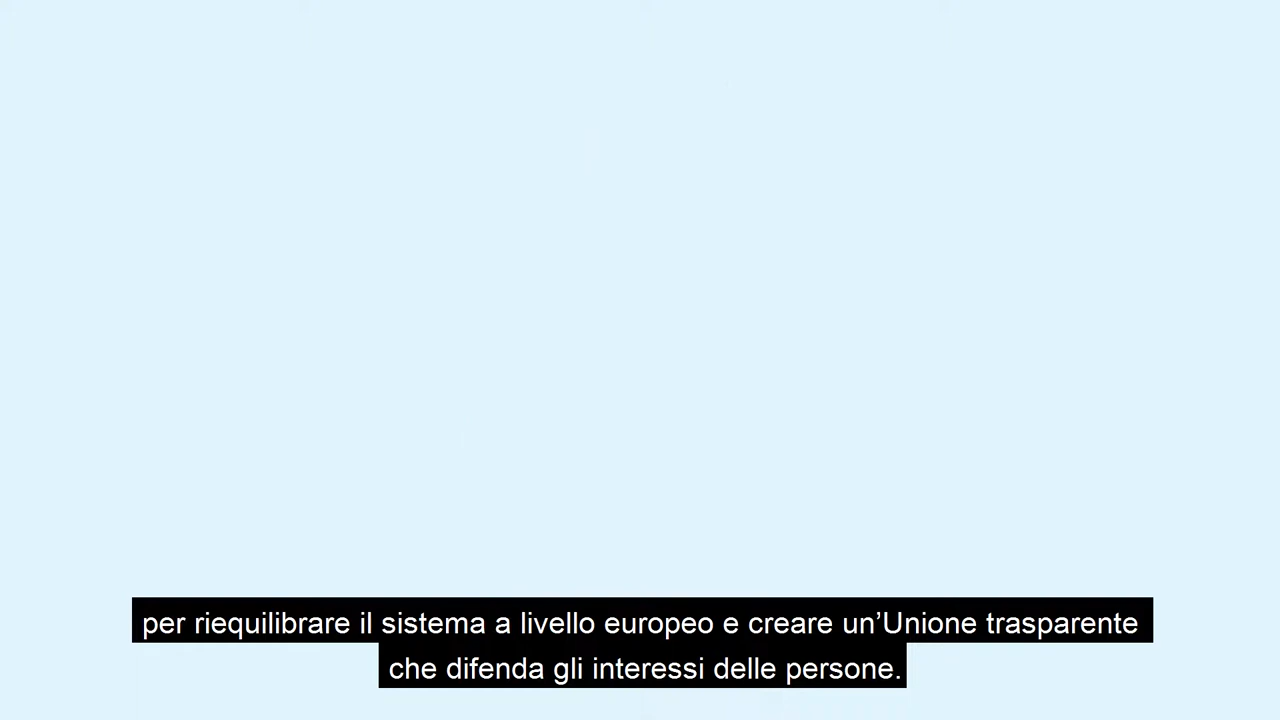 per riequilibrare il sistema a livello europeo e creare un’Unione trasparente
che difenda gli interessi delle persone.